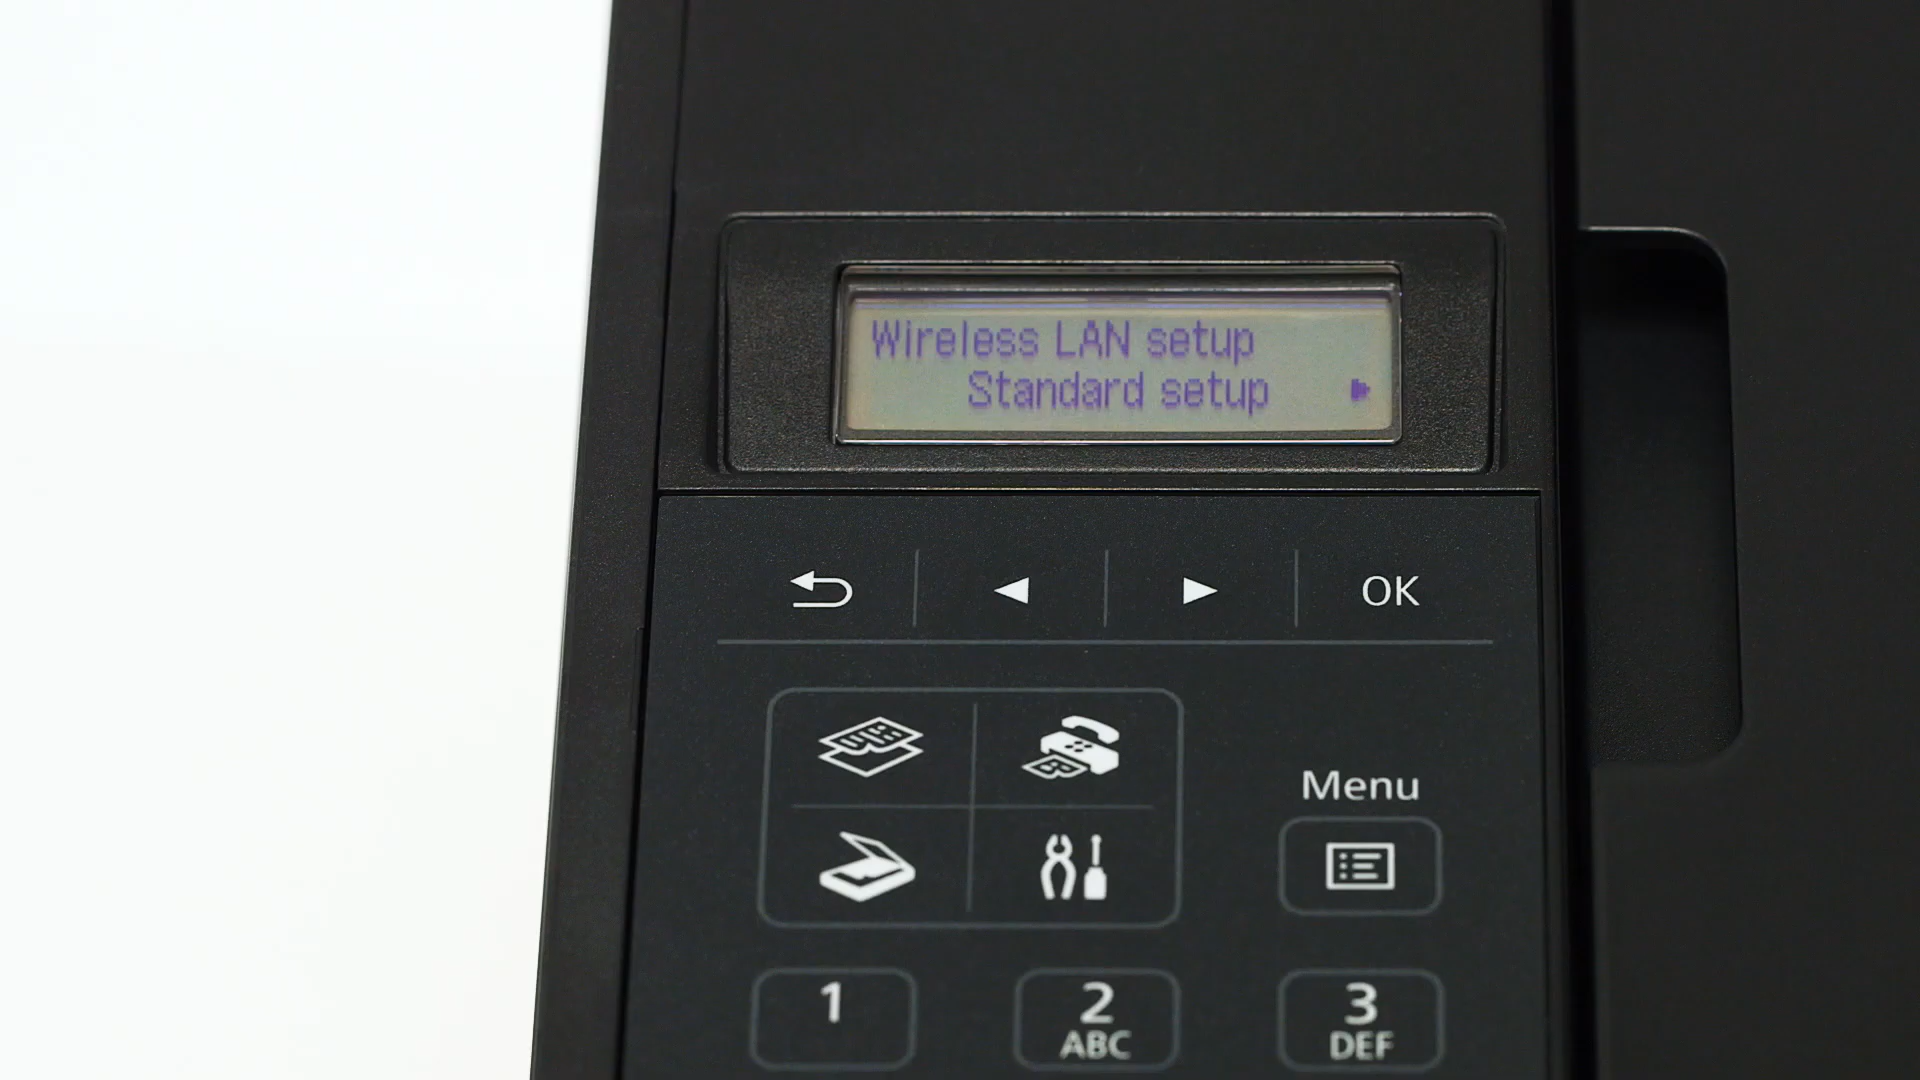 Wireless LAN setup
Standard setup
OK
Menu
1
2
ABC
3
DEF